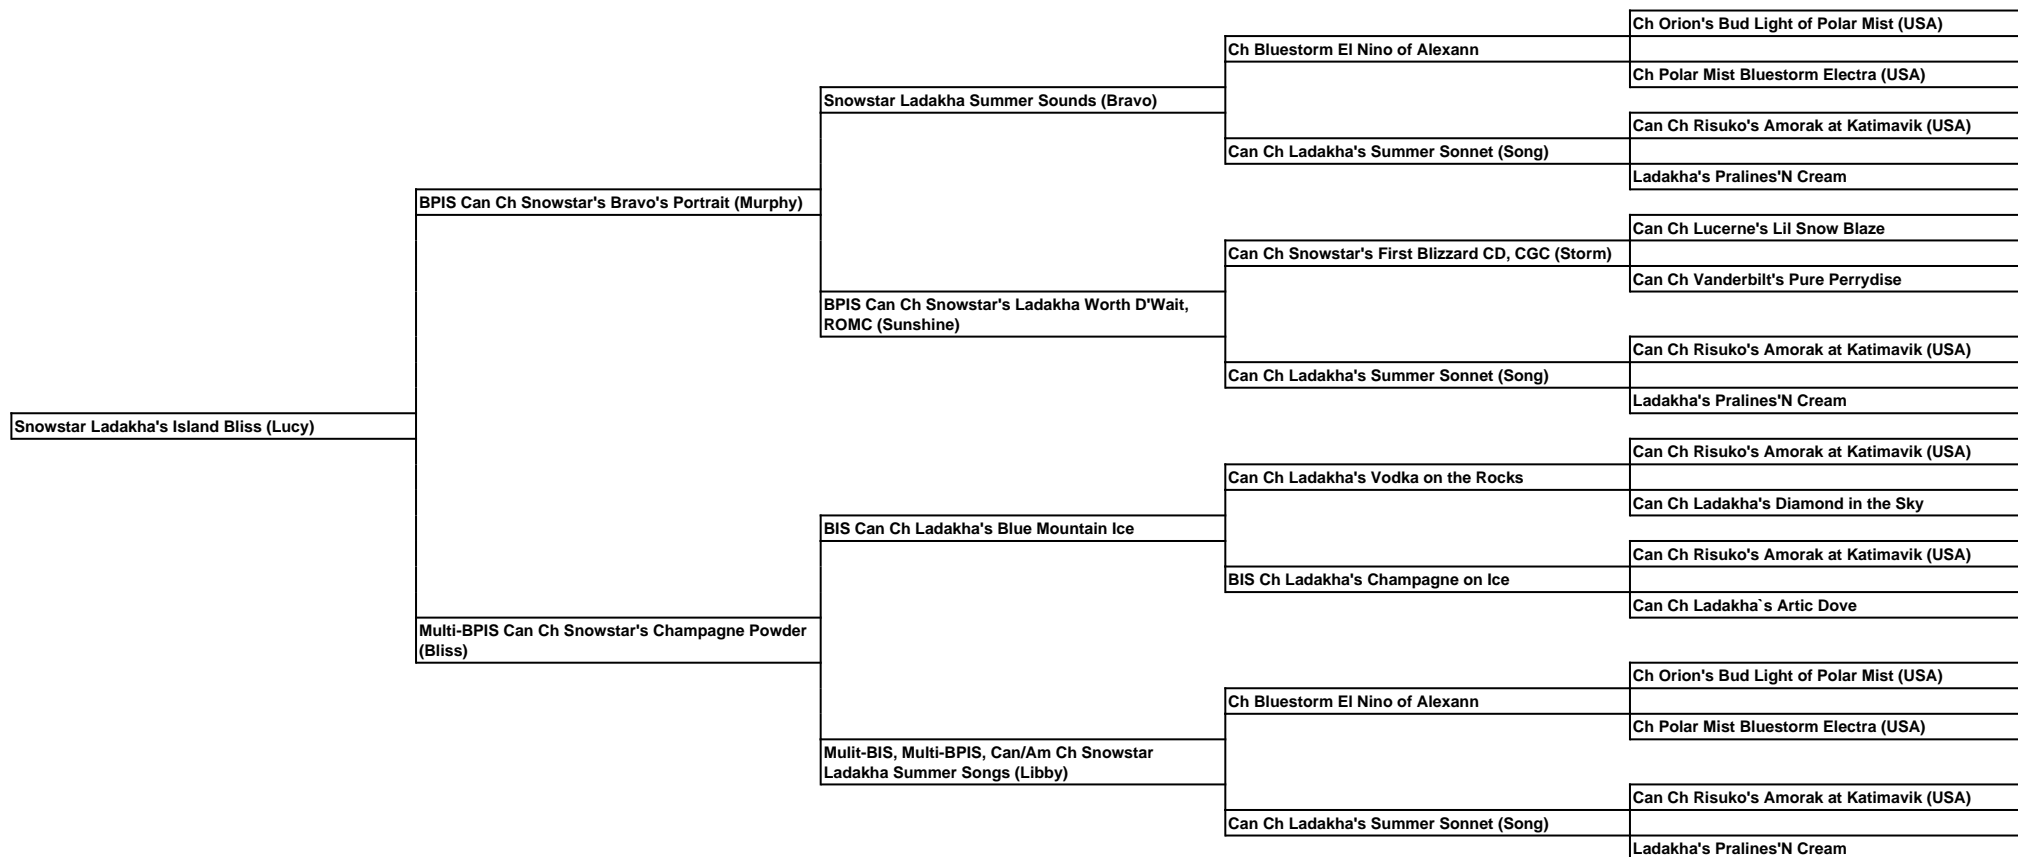 Ch Orion's Bud Light of Polar Mist (USA)
Ch Bluestorm El Nino of Alexann
Ch Polar Mist Bluestorm Electra (USA)
Snowstar Ladakha Summer Sounds (Bravo)
Can Ch Risuko's Amorak at Katimavik (USA)
Can Ch Ladakha's Summer Sonnet (Song)
Ladakha's Pralines'N Cream
BPIS Can Ch Snowstar's Bravo's Portrait (Murphy)
Can Ch Lucerne's Lil Snow Blaze
Can Ch Snowstar's First Blizzard CD, CGC (Storm)
Can Ch Vanderbilt's Pure Perrydise
BPIS Can Ch Snowstar's Ladakha Worth D'Wait,
ROMC (Sunshine)
Can Ch Risuko's Amorak at Katimavik (USA)
Can Ch Ladakha's Summer Sonnet (Song)
Ladakha's Pralines'N Cream
Snowstar Ladakha's Island Bliss (Lucy)
Can Ch Risuko's Amorak at Katimavik (USA)
Can Ch Ladakha's Vodka on the Rocks
Can Ch Ladakha's Diamond in the Sky
BIS Can Ch Ladakha's Blue Mountain Ice
Can Ch Risuko's Amorak at Katimavik (USA)
BIS Ch Ladakha's Champagne on Ice
Can Ch Ladakha`s Artic Dove
Multi-BPIS Can Ch Snowstar's Champagne Powder
(Bliss)
Ch Orion's Bud Light of Polar Mist (USA)
Ch Bluestorm El Nino of Alexann
Ch Polar Mist Bluestorm Electra (USA)
Mulit-BIS, Multi-BPIS, Can/Am Ch Snowstar
Ladakha Summer Songs (Libby)
Can Ch Risuko's Amorak at Katimavik (USA)
Can Ch Ladakha's Summer Sonnet (Song)
Ladakha's Pralines'N Cream